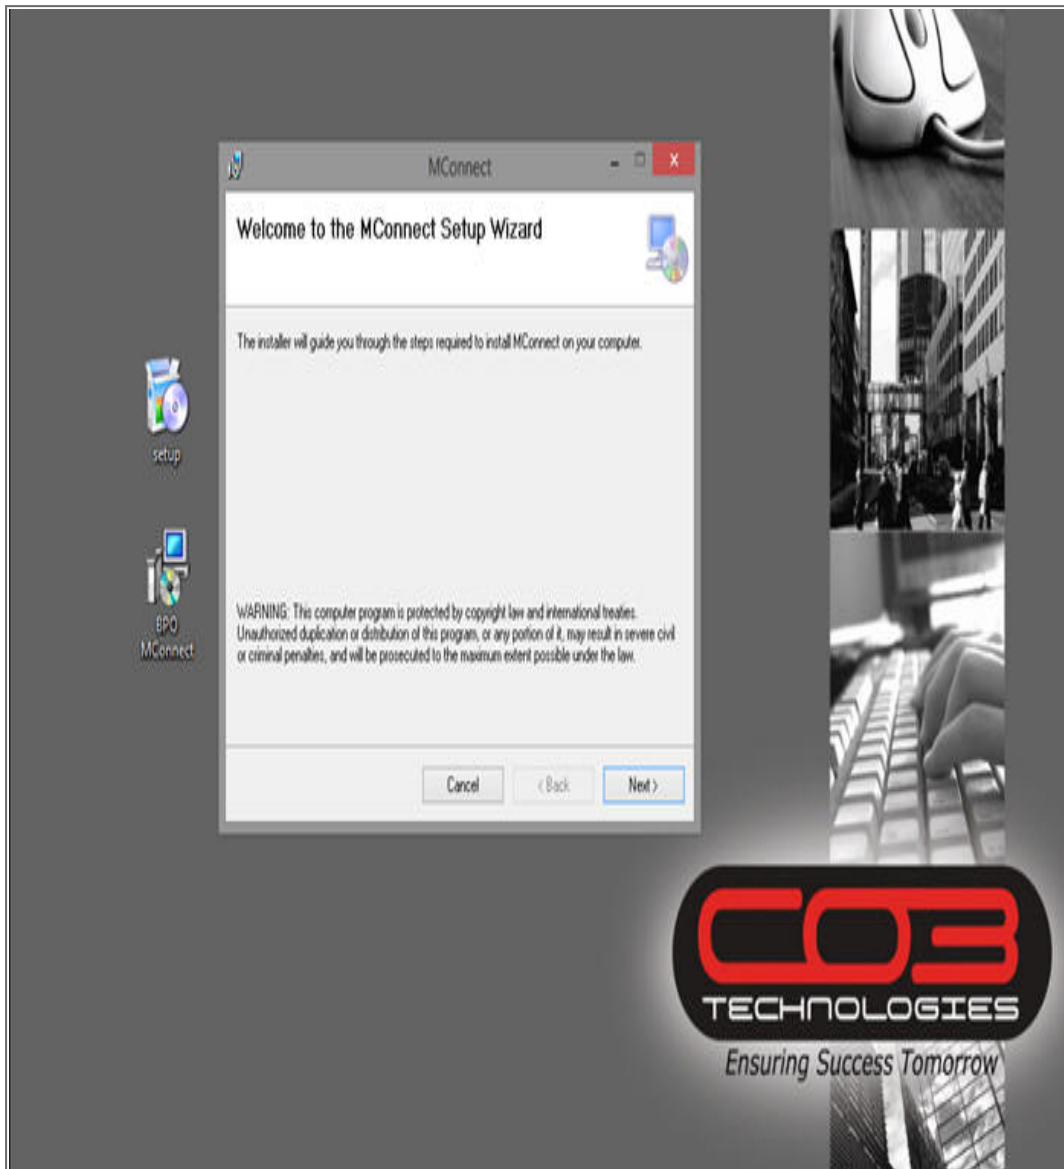 MConnect
Welcome to the MConnect Setup Wizard
The installer will guide you through the steps required to install MConnect on your computer.
setup
BPO
MConnect
WARNING: This computer program is protected by copyright law and international treaties.
Unauthorized duplication or distribution of this program, or any portion of it, may result in severe civil
or criminal penalties, and will be prosecuted to the maximum extent possible under the law.
Cancel
< Back
Next >
CO3
TECHNOLOGIES
Ensuring Success Tomorrow